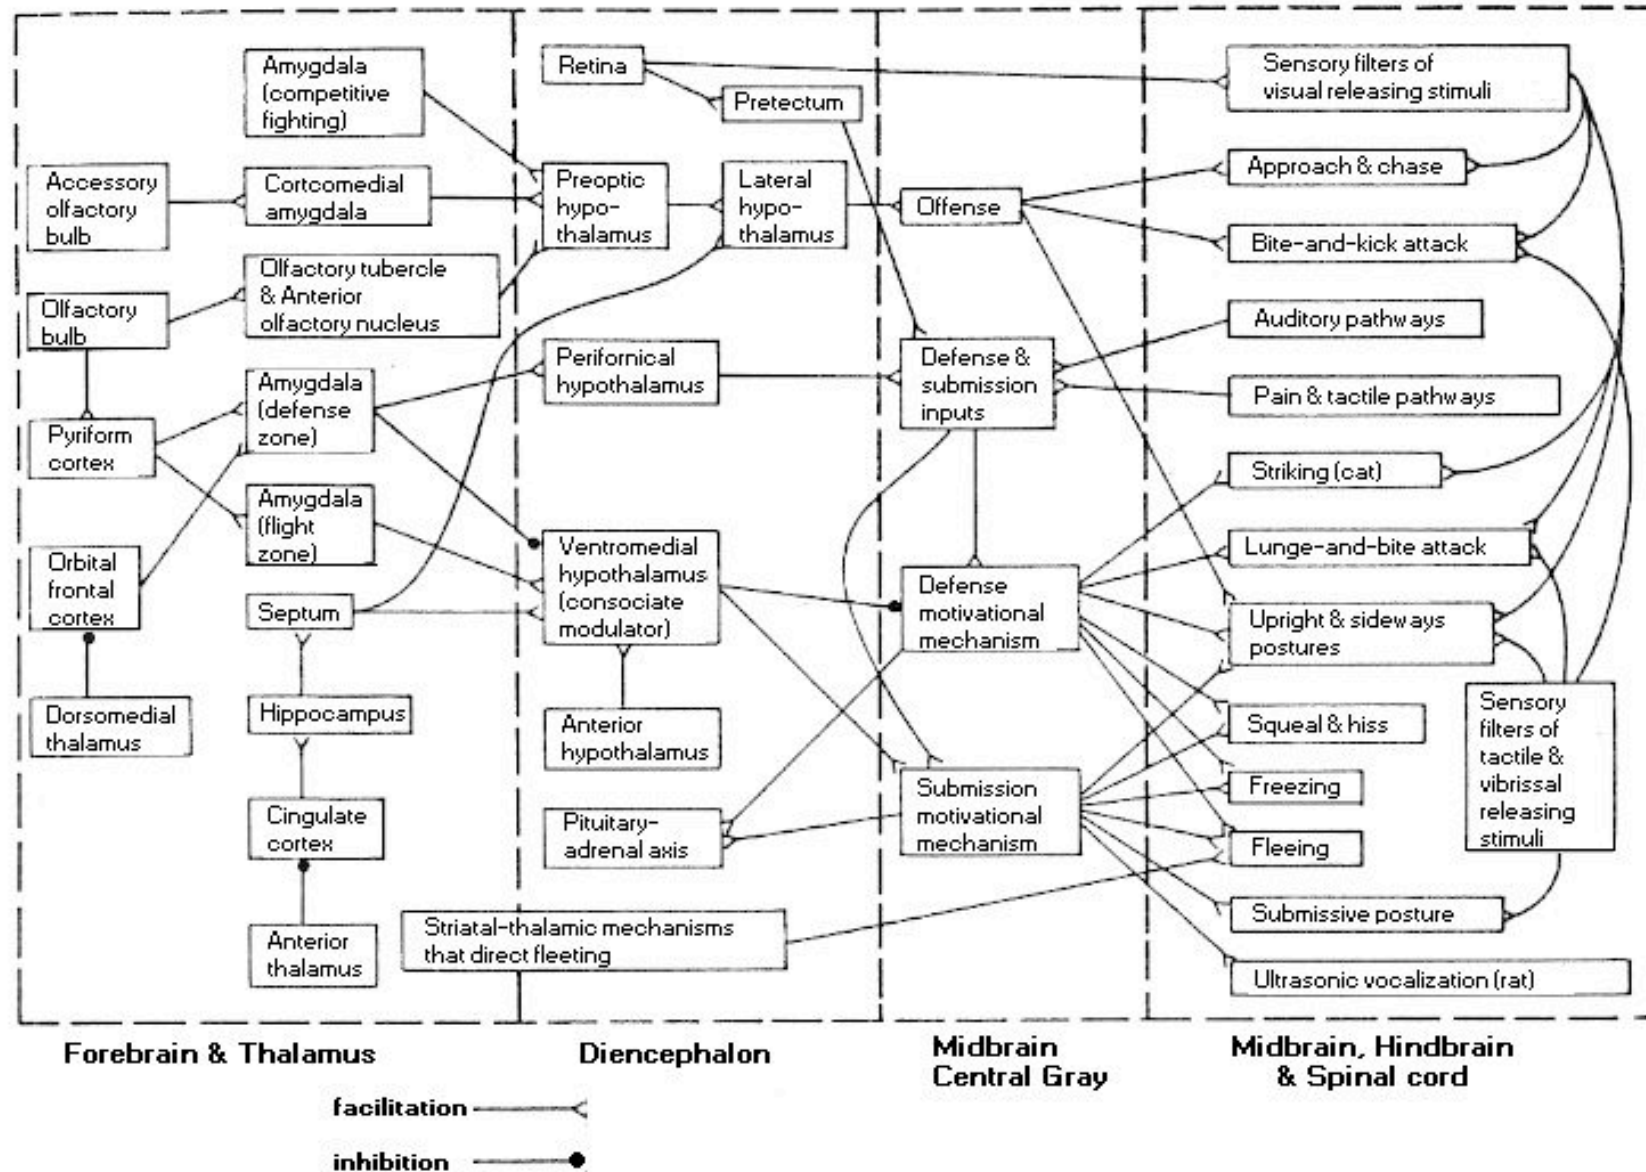 Amygdala
(competitive
fighting)
Accessory
olfactory
bulb
Cortcomedial
amygdala
Olfactory tubercle
& Anterior
olfactory nucleus
Olfactory
bulb
Amygdala
(defense
zone)
Pyriform
cortex
Amygdala
(flight
zone)
Orbital
frontal
cortex
Septum
Dorsomedial
thalamus
Hippocampus
Cingulate
cortex
Anterior
thalamus
Retina
Pretectum
Preoptic
hypo-
thalamus
Lateral
hypo-
thalamus
Perifornical
hypothalamus
Ventromedial
hypothalamus
(consociate
modulator)
Anterior
hypothalamus
Pituitary-
adrenal axis
Striatal-thalamic mechanisms
that direct fleeting
Offense
Defense &
submission
inputs
Defense
motivational
mechanism
Submission
motivational
mechanism
Sensory filters of
visual releasing stimuli
Approach & chase
Bite-and-kick attack
Auditory pathways
Pain & tactile pathways
Striking (cat)
Lunge-and-bite attack
Upright & sideways
postures
Squeal & hiss
Freezing
Fleeing
Submissive posture
Ultrasonic vocalization (rat)
Sensory
filters of
tactile &
vibrissal
releasing
stimuli
Forebrain & Thalamus
Diencephalon
Midbrain
Central Gray
Midbrain, Hindbrain
& Spinal cord
facilitation
inhibition